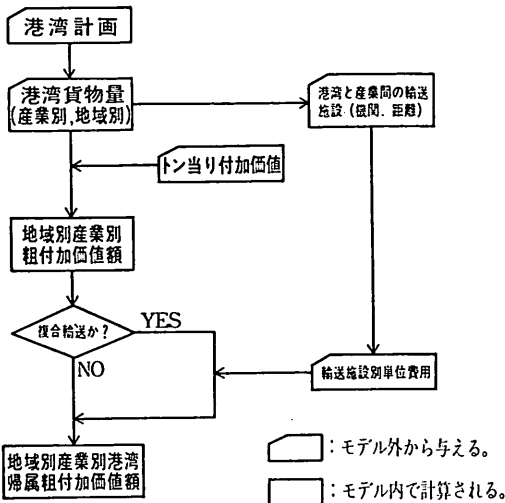 港湾計画
港湾貨物量
(産業別,地域別)
港湾と産業間の輸送
施設(機関、距離)
トン当り付加価値
地域別産業別
粗付加価値額
複合輸送か?
YES
NO
輸送施設別単位費用
地域別産業別港湾
帰属粗付加価値額
:モデル外から与える。
:モデル内で計算される。